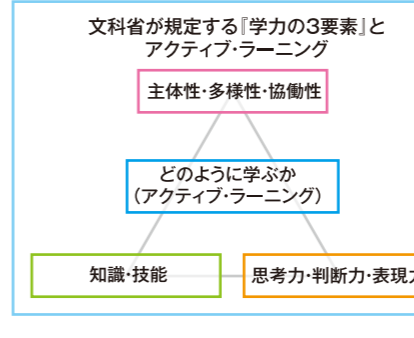 文科省が規定する『学力の3要素』と
アクティブ・ラーニング
主体性・多様性・協働性
どのように学ぶか
(アクティブ・ラーニング)
知識・技能
思考力・判断力・表現力